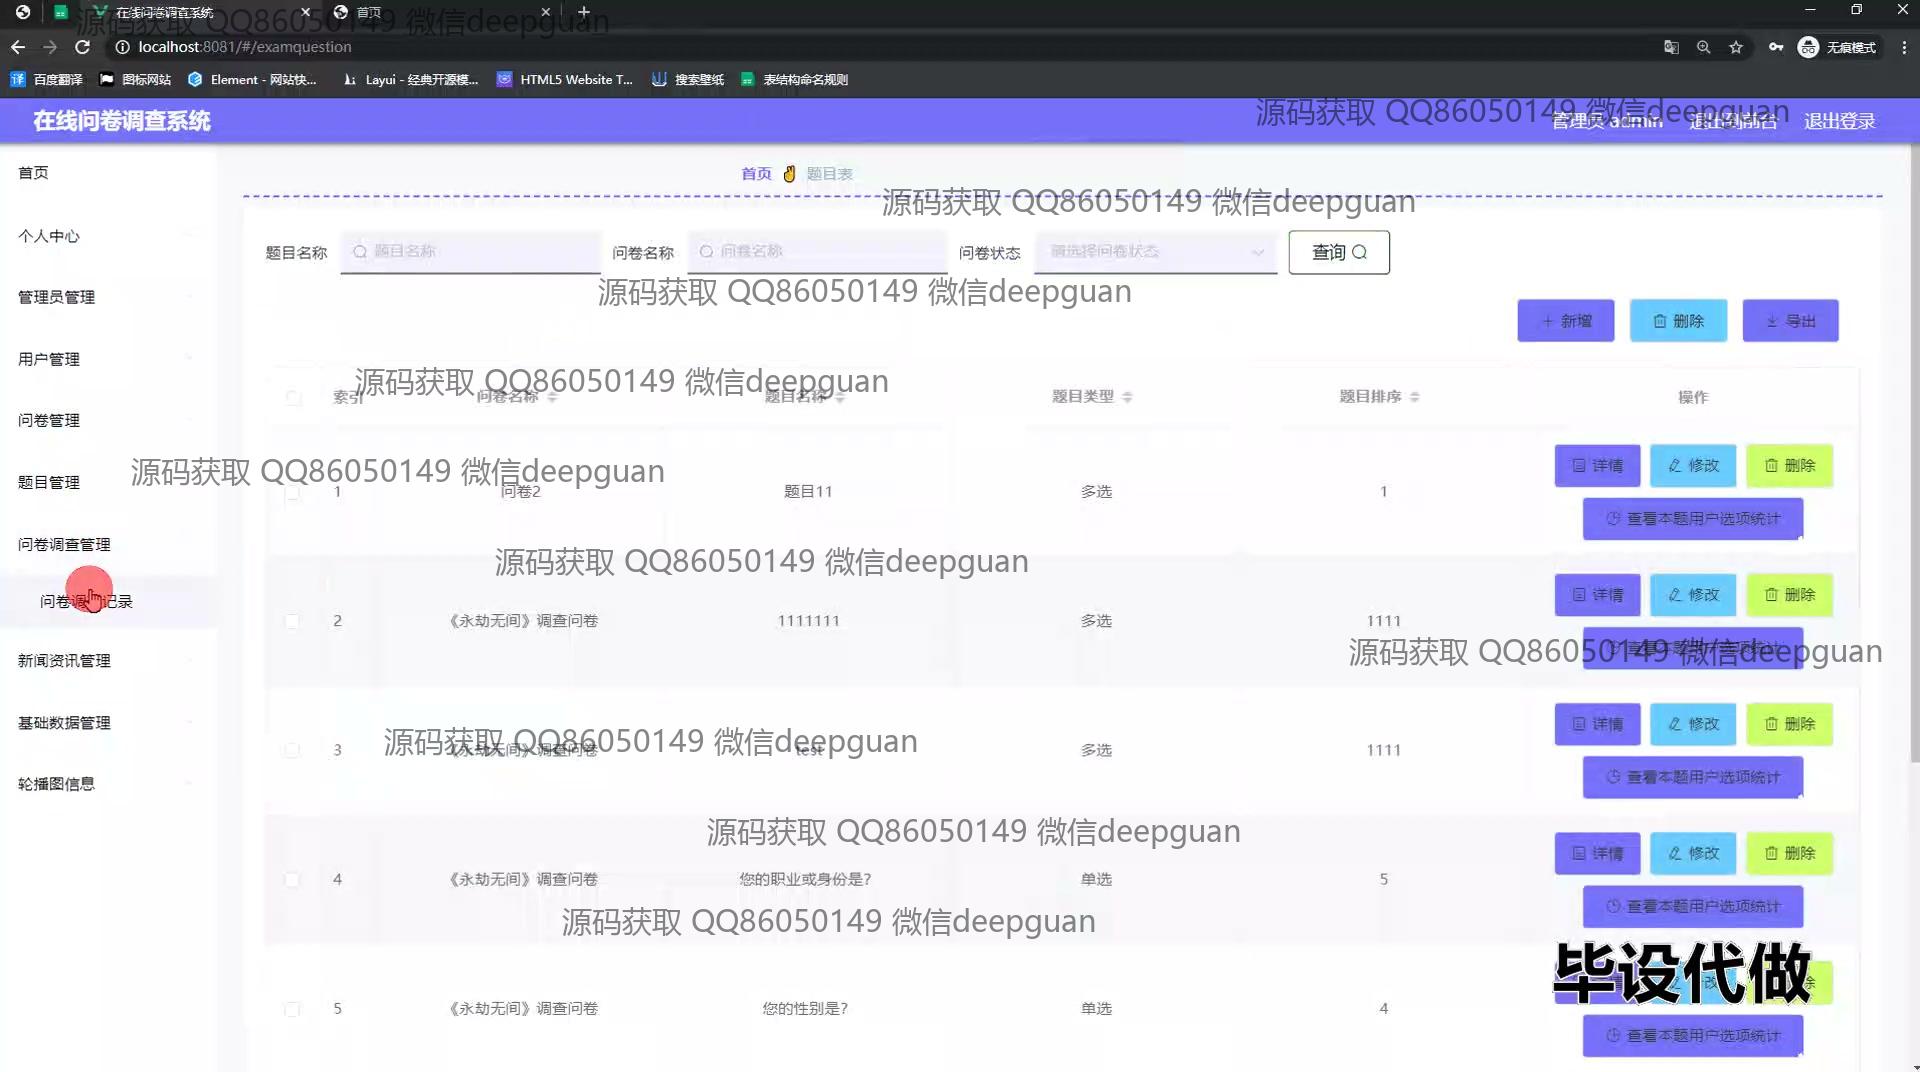 在线问卷调查系统 首页
源码获取 QQ86050149 微信deepguan
localhost:8081/#/examquestion 无痕模式
百度翻译 图标网站 Element - 网站快... Layui - 经典开源模... HTML5 Website T... 搜索壁纸 表结构命名规则
源码获取 QQ86050149 微信deepguan
在线问卷调查系统 管理员 admin 退出到前台 退出登录
首页 题目表
源码获取 QQ86050149 微信deepguan
题目名称 题目名称 问卷名称 问卷名称 问卷状态 请选择问卷状态 查询
源码获取 QQ86050149 微信deepguan
新增 删除 导出
源码获取 QQ86050149 微信deepguan
索引 问卷名称 题目名称 题目类型 题目排序 操作
源码获取 QQ86050149 微信deepguan
1 问卷2 题目11 多选 1 详情 修改 删除
查看本题用户选项统计
源码获取 QQ86050149 微信deepguan
2 《永劫无间》调查问卷 1111111 多选 1111 详情 修改 删除
查看本题用户选项统计
源码获取 QQ86050149 微信deepguan
3 《永劫无间》调查问卷 test 多选 1111 详情 修改 删除
查看本题用户选项统计
源码获取 QQ86050149 微信deepguan
源码获取 QQ86050149 微信deepguan
4 《永劫无间》调查问卷 您的职业或身份是? 单选 5 详情 修改 删除
查看本题用户选项统计
源码获取 QQ86050149 微信deepguan
毕设代做
5 《永劫无间》调查问卷 您的性别是? 单选 4
查看本题用户选项统计
首页
个人中心
管理员管理
用户管理
问卷管理
题目管理
问卷调查管理
问卷调查记录
新闻资讯管理
基础数据管理
轮播图信息